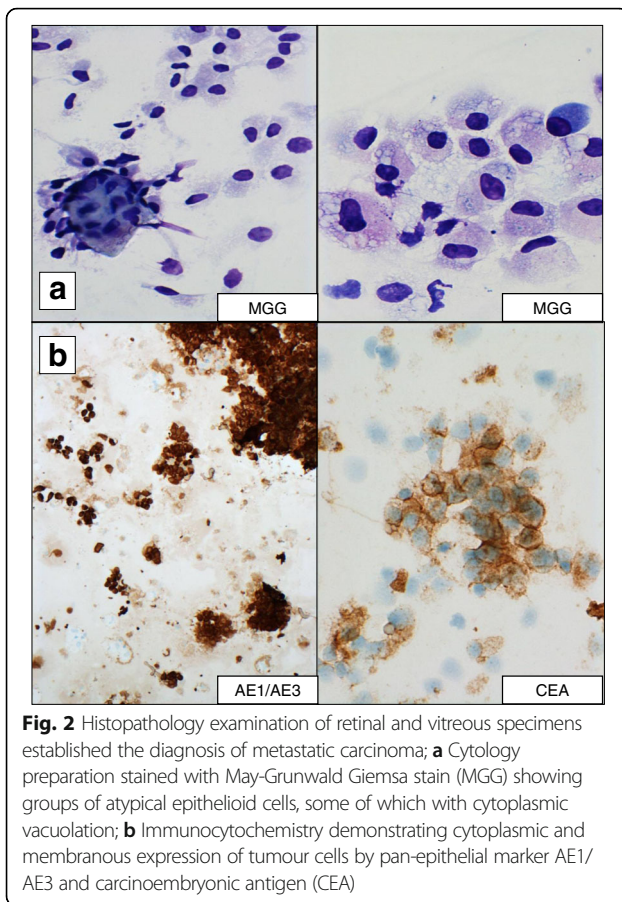 a
MGG
MGG
b
AE1/AE3
CEA
Fig. 2 Histopathology examination of retinal and vitreous specimens
established the diagnosis of metastatic carcinoma; a Cytology
preparation stained with May-Grunwald Giemsa stain (MGG) showing
groups of atypical epithelioid cells, some of which with cytoplasmic
vacuolation; b Immunocytochemistry demonstrating cytoplasmic and
membranous expression of tumour cells by pan-epithelial marker AE1/
AE3 and carcinoembryonic antigen (CEA)